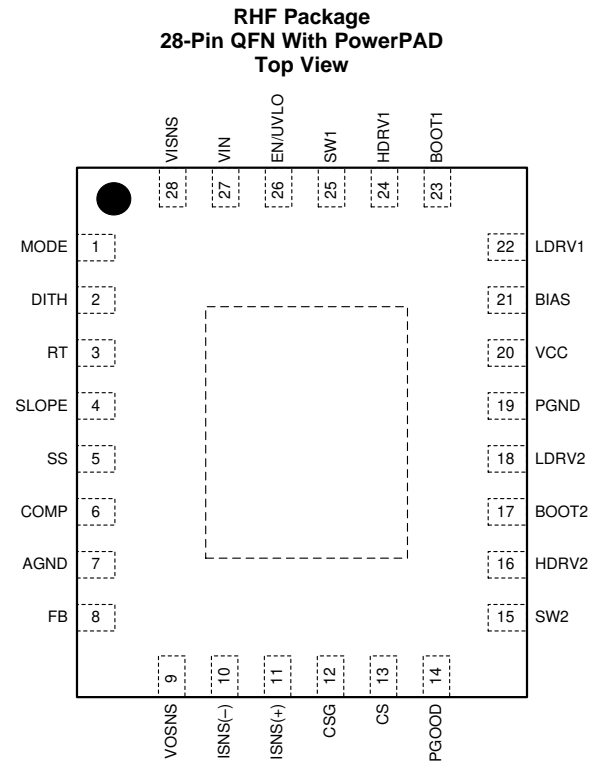 RHF Package
28-Pin QFN With PowerPAD
Top View
VISNS
VIN
EN/UVLO
SW1
HDRV1
BOOT1
28
27
26
25
24
23
MODE 1
DITH 2
RT 3
SLOPE 4
SS 5
COMP 6
AGND 7
FB 8
22 LDRV1
21 BIAS
20 VCC
19 PGND
18 LDRV2
17 BOOT2
16 HDRV2
15 SW2
9
10
11
12
13
14
VOSNS
ISNS(–)
ISNS(+)
CSG
CS
PGOOD